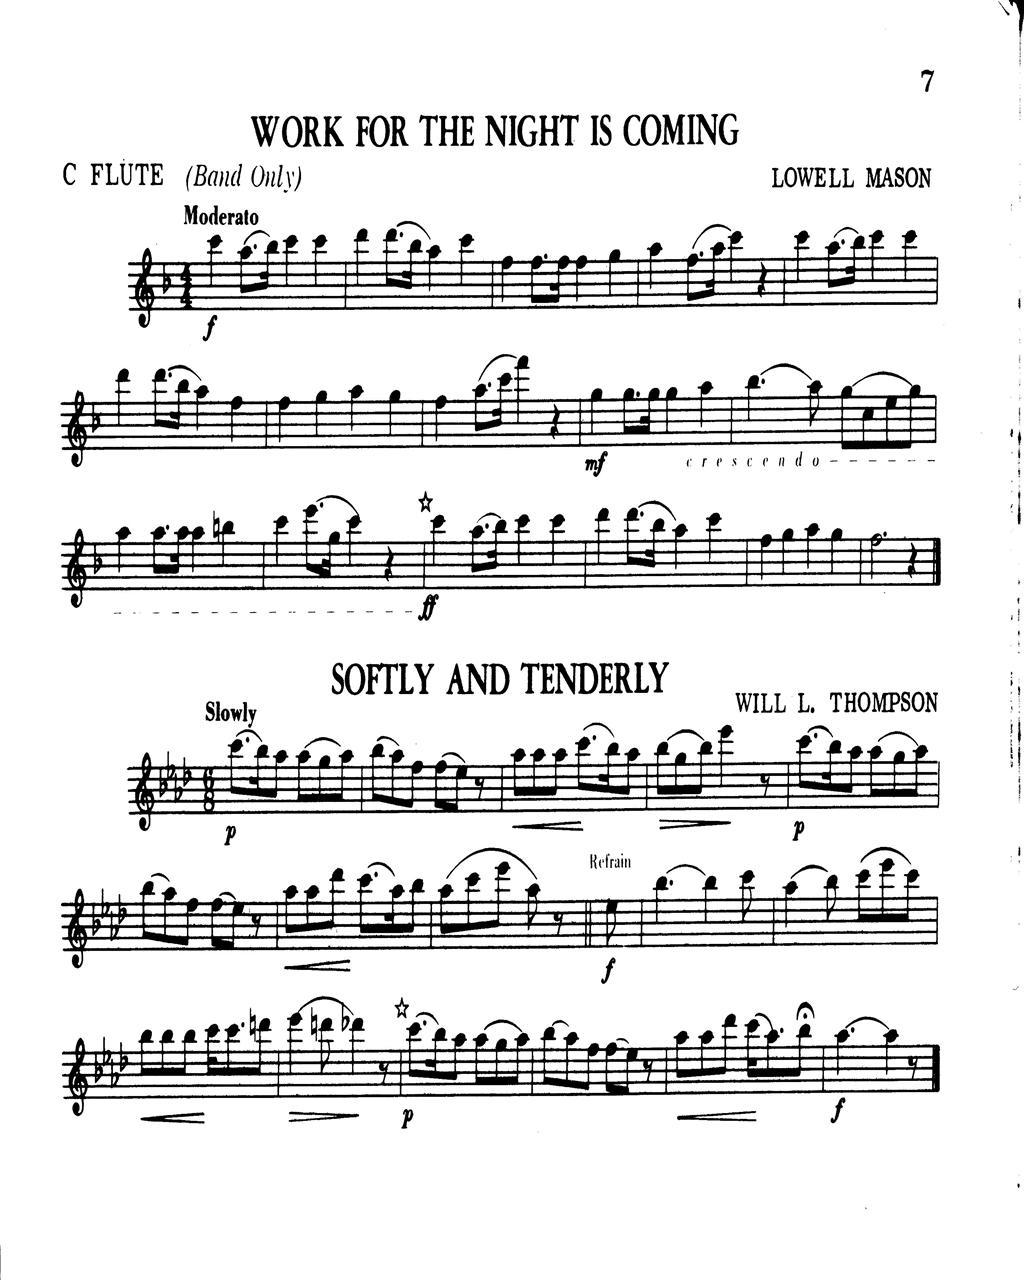 7
WORK FOR THE NIGHT IS COMING
C FLUTE (Band Only)
LOWELL MASON
Moderato
f
mf crescendo
ff
SOFTLY AND TENDERLY
WILL L. THOMPSON
Slowly
p p
Refrain
f
p f